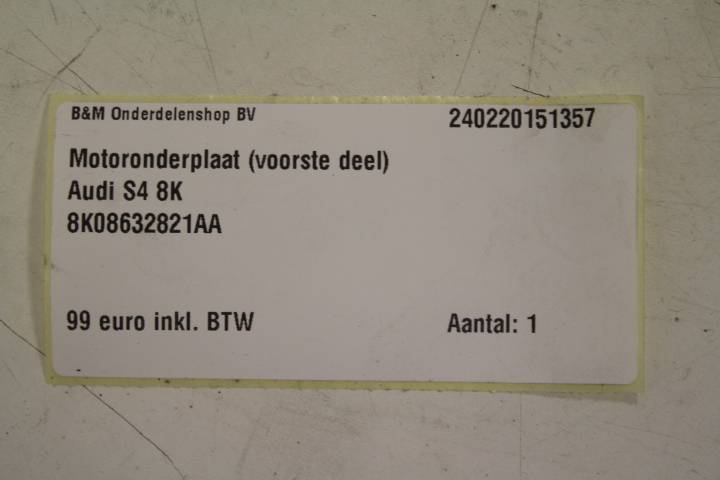 B&M Onderdelenshop BV 240220151357
Motoronderplaat (voorste deel)
Audi S4 8K
8K08632821AA
99 euro inkl. BTW Aantal: 1